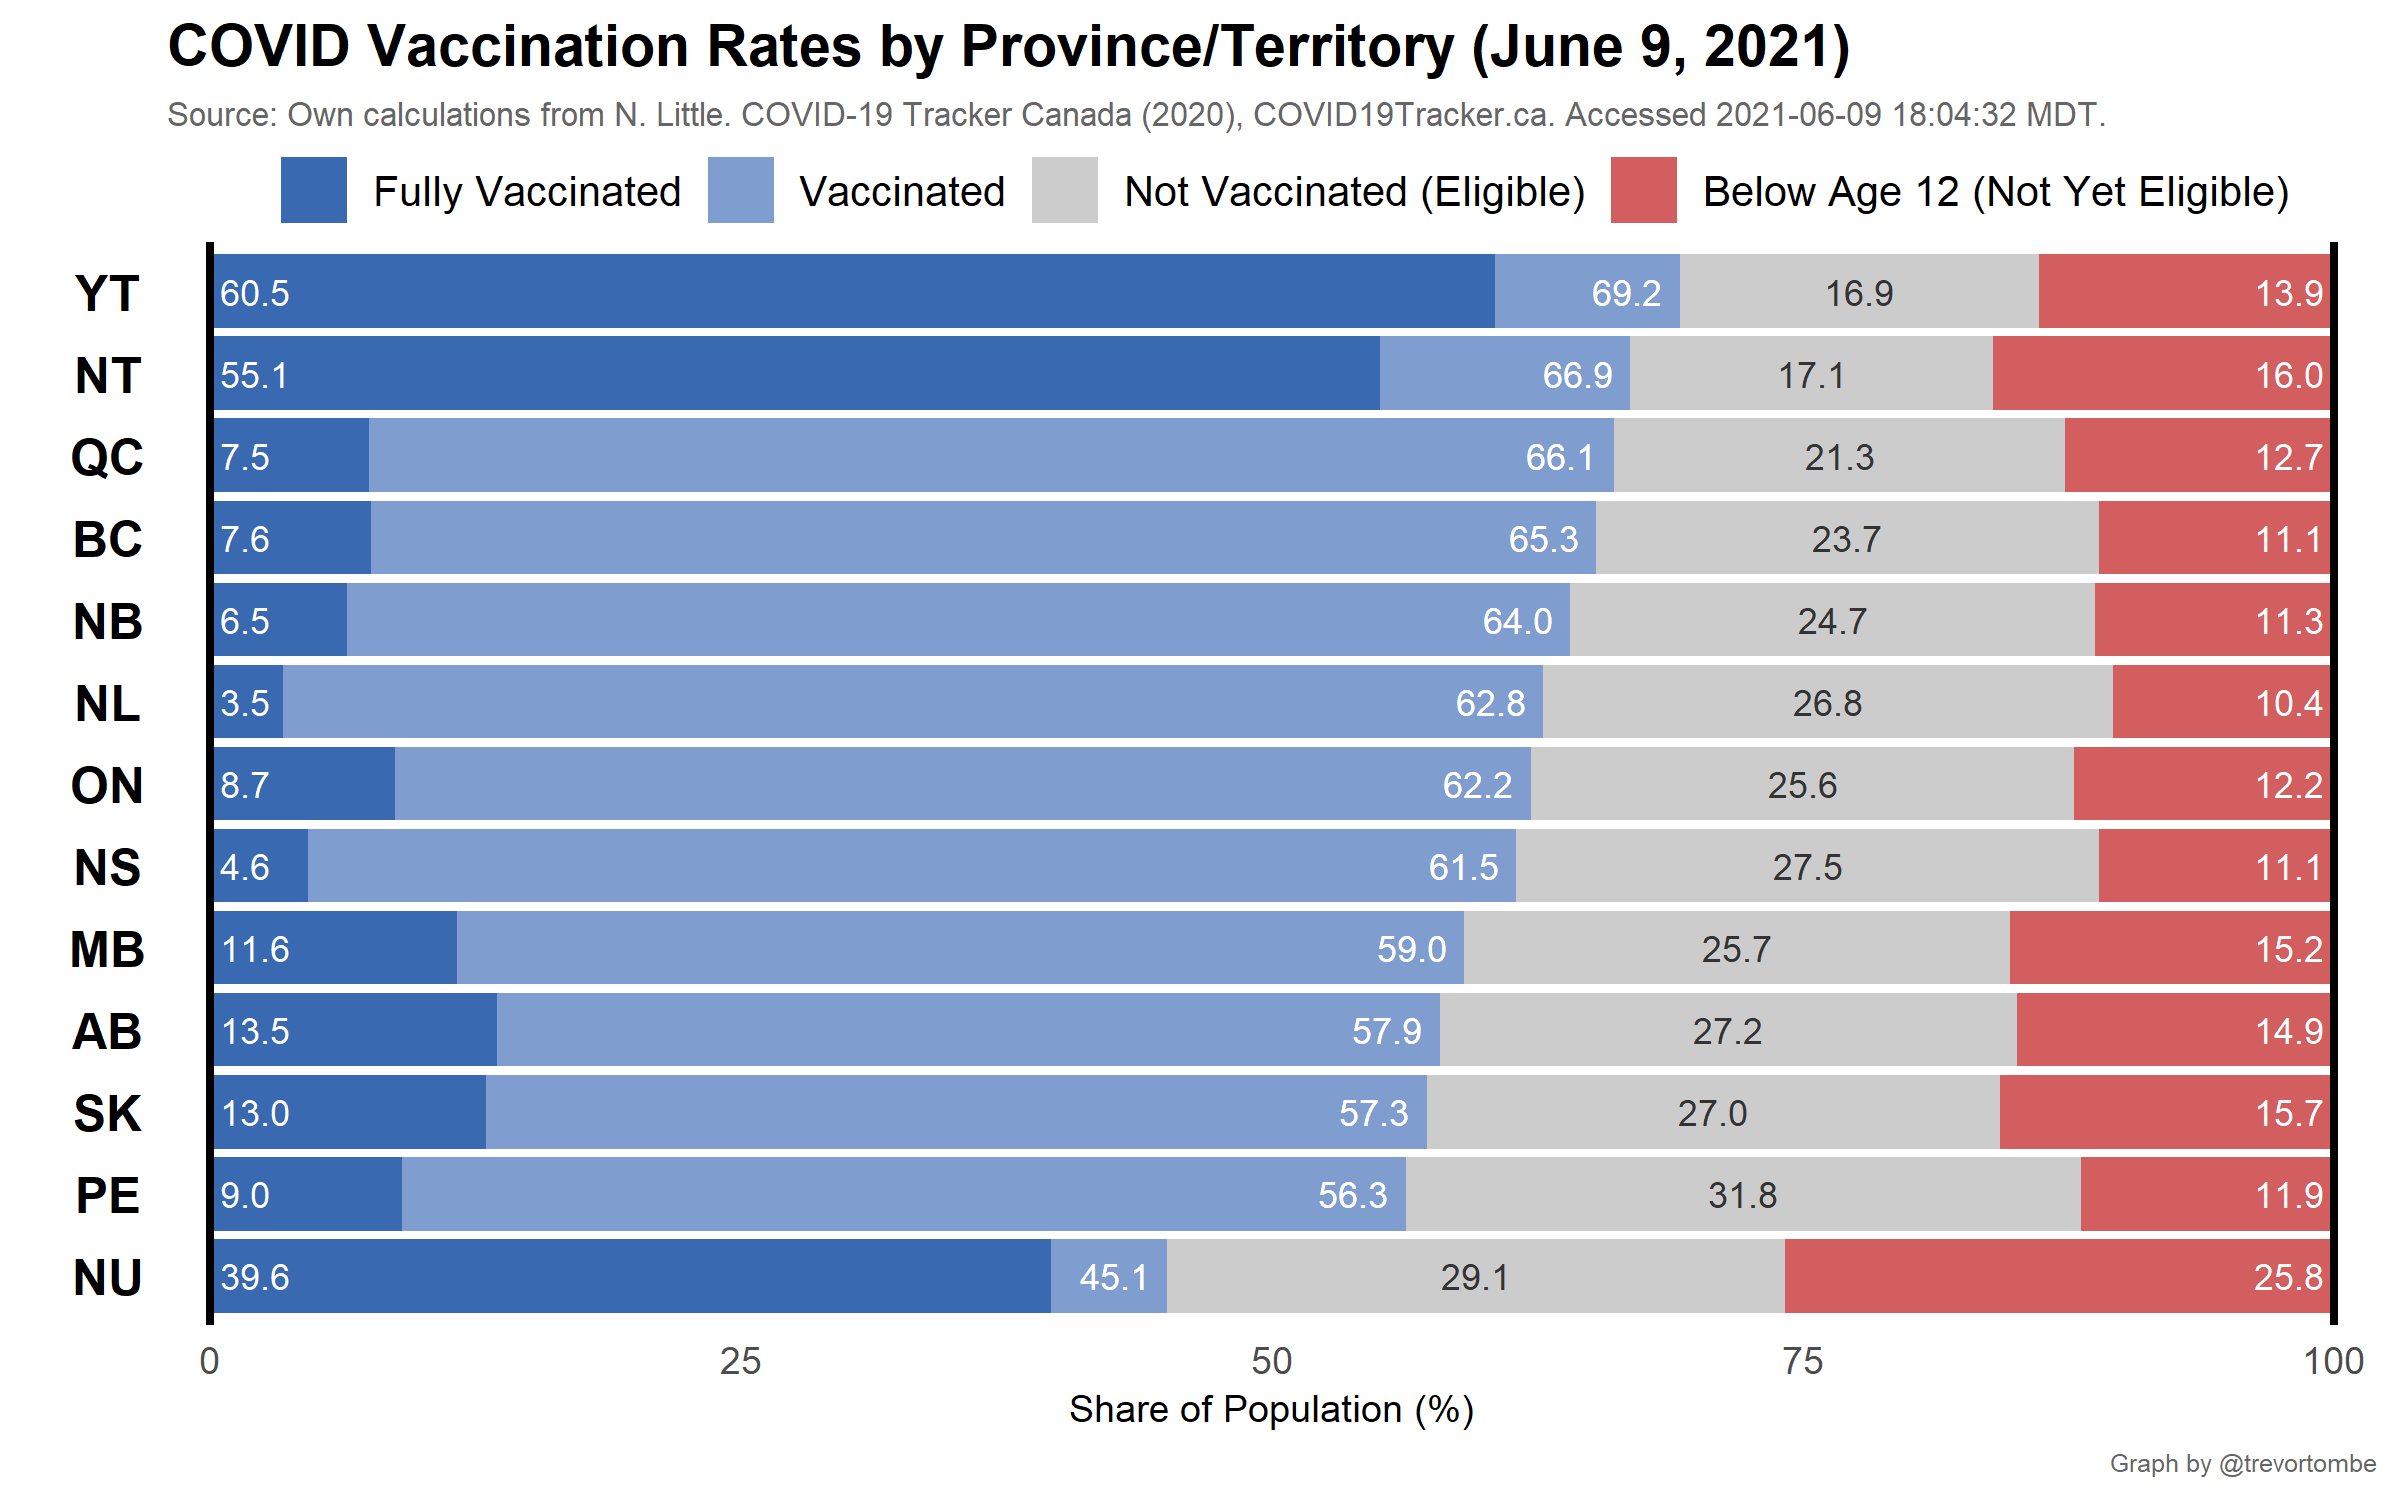 COVID Vaccination Rates by Province/Territory (June 9, 2021)
Source: Own calculations from N. Little. COVID-19 Tracker Canada (2020), COVID19Tracker.ca. Accessed 2021-06-09 18:04:32 MDT.
Fully Vaccinated Vaccinated Not Vaccinated (Eligible) Below Age 12 (Not Yet Eligible)
YT 60.5 69.2 16.9 13.9
NT 55.1 66.9 17.1 16.0
QC 7.5 66.1 21.3 12.7
BC 7.6 65.3 23.7 11.1
NB 6.5 64.0 24.7 11.3
NL 3.5 62.8 26.8 10.4
ON 8.7 62.2 25.6 12.2
NS 4.6 61.5 27.5 11.1
MB 11.6 59.0 25.7 15.2
AB 13.5 57.9 27.2 14.9
SK 13.0 57.3 27.0 15.7
PE 9.0 56.3 31.8 11.9
NU 39.6 45.1 29.1 25.8
0 25 50 75 100
Share of Population (%)
Graph by @trevortombe